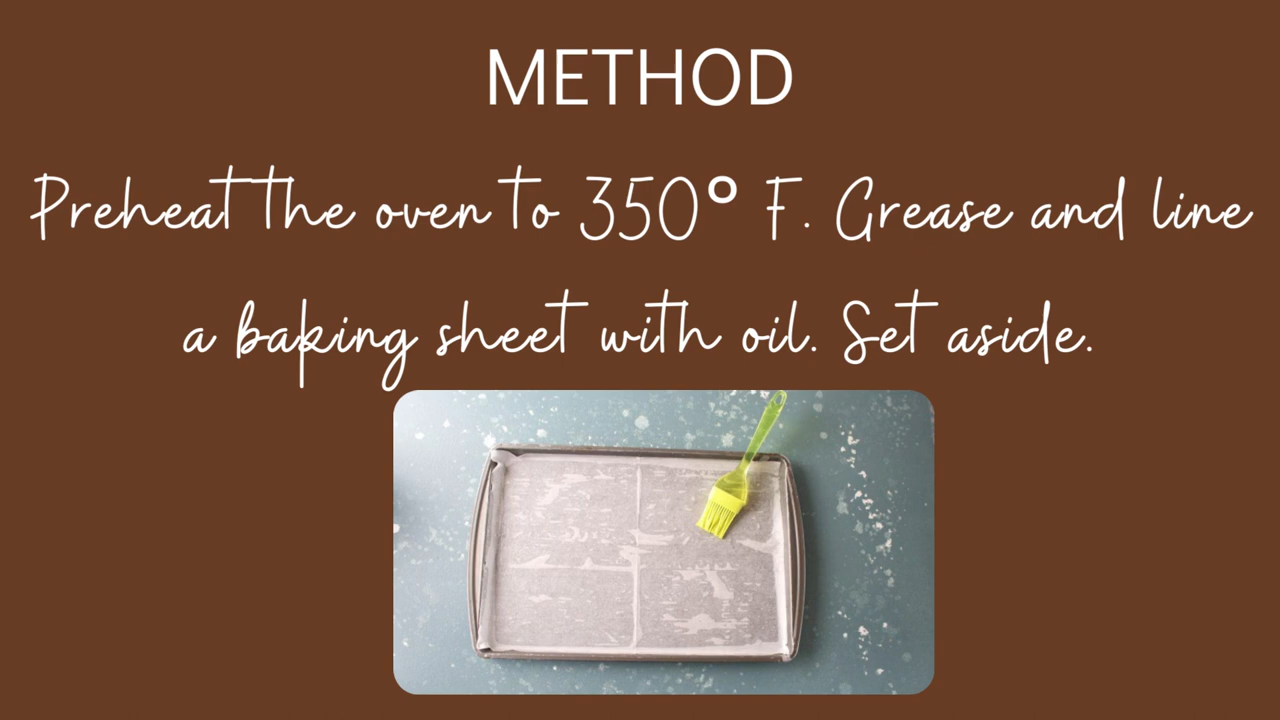 METHOD
Preheat the oven to 350° F. Grease and line
a baking sheet with oil. Set aside.